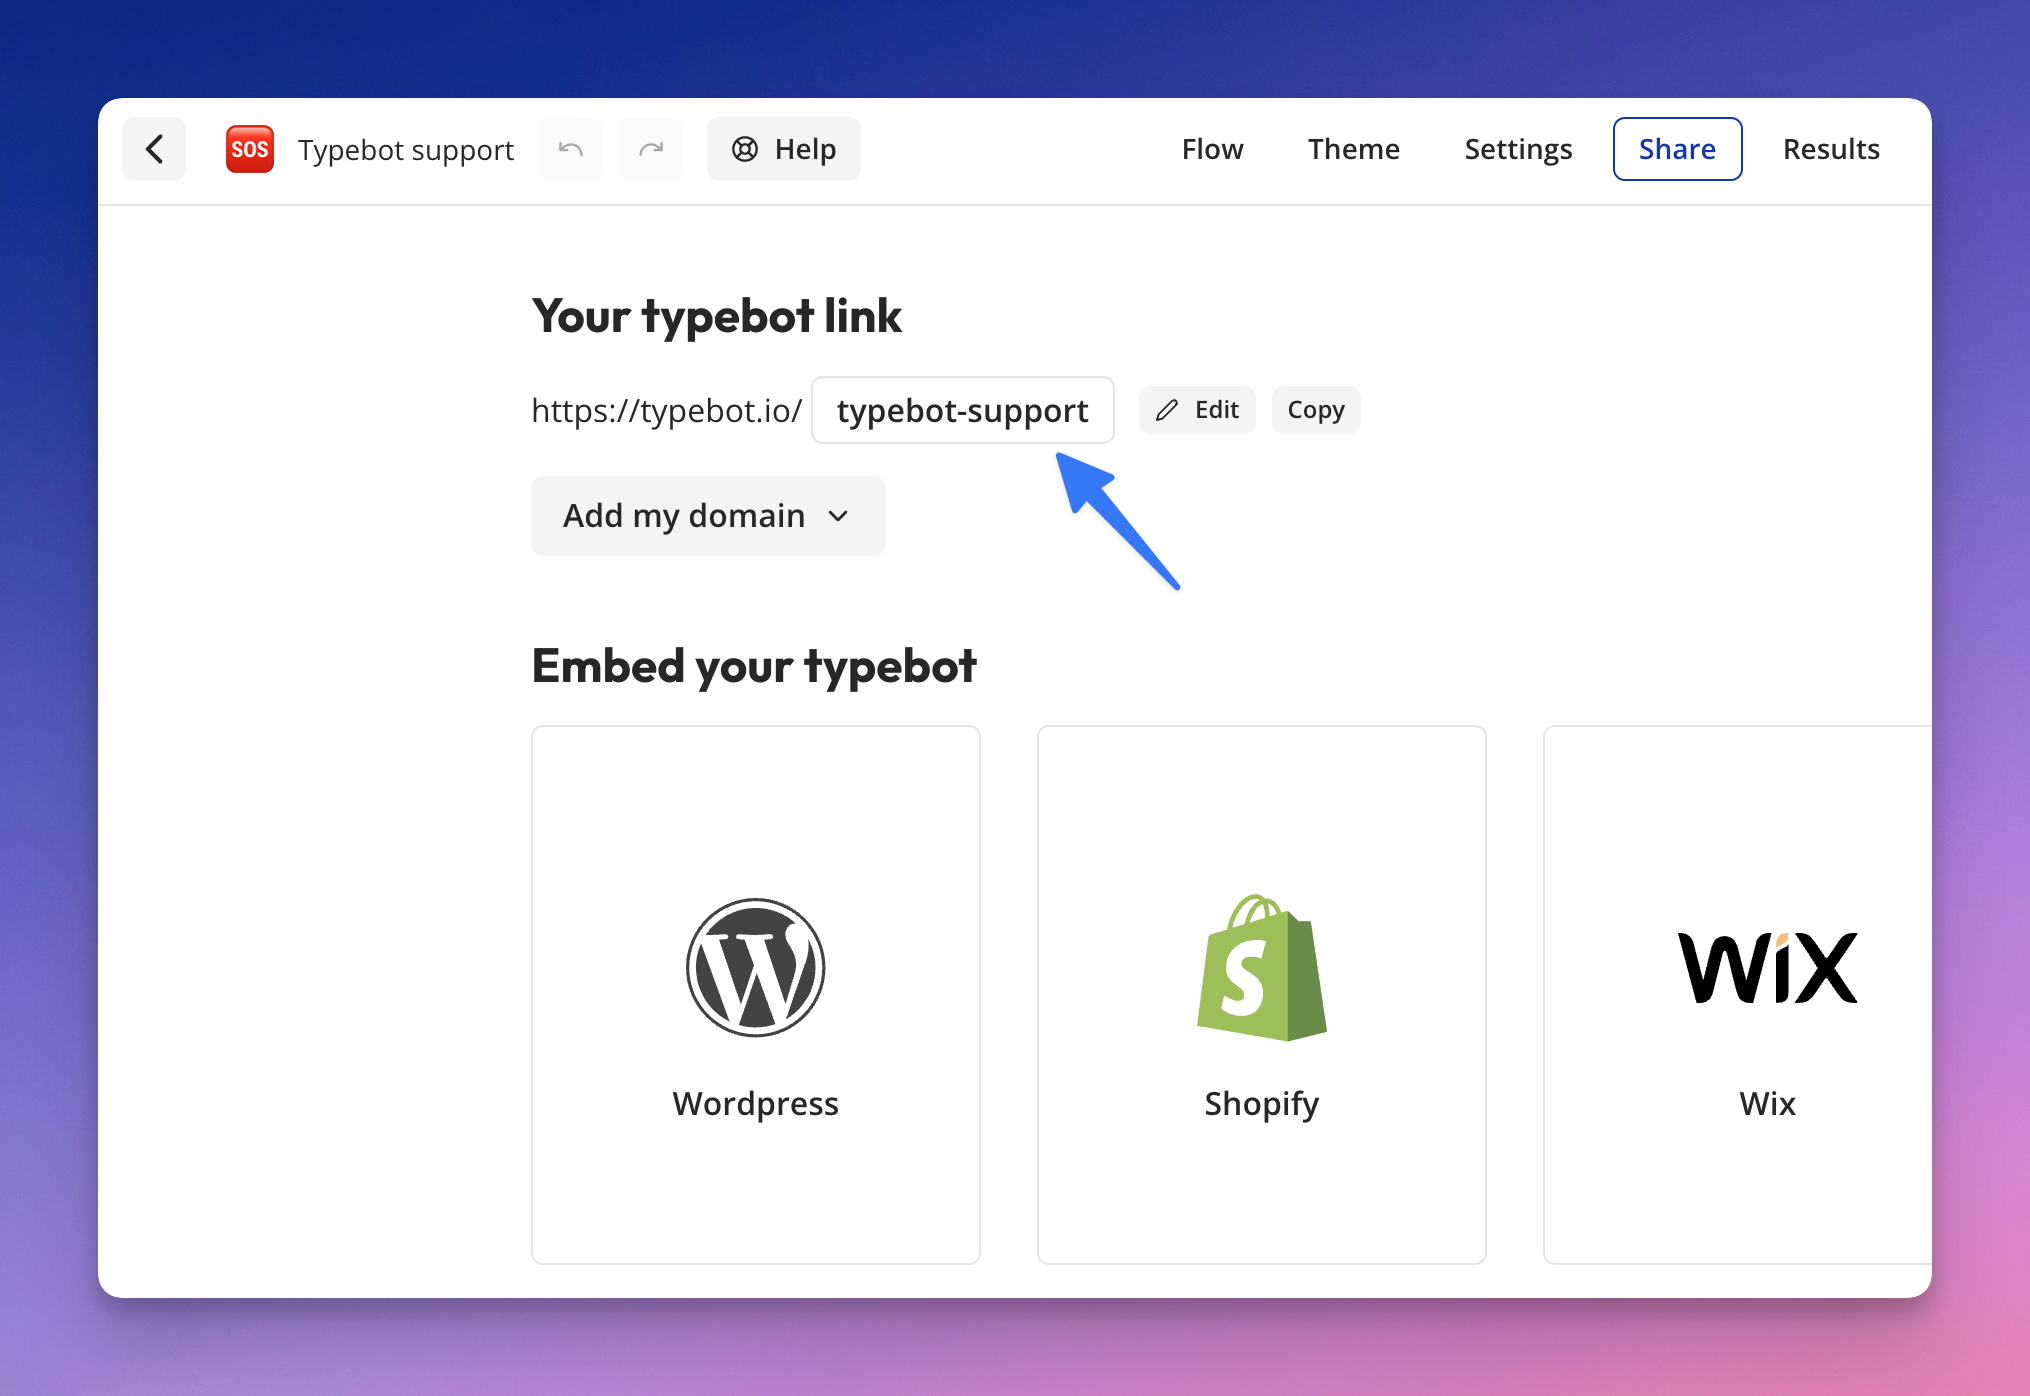 SOS Typebot support Help Flow Theme Settings Share Results
Your typebot link
https://typebot.io/ typebot-support Edit Copy
Add my domain
Embed your typebot
W S WiX
Wordpress Shopify Wix